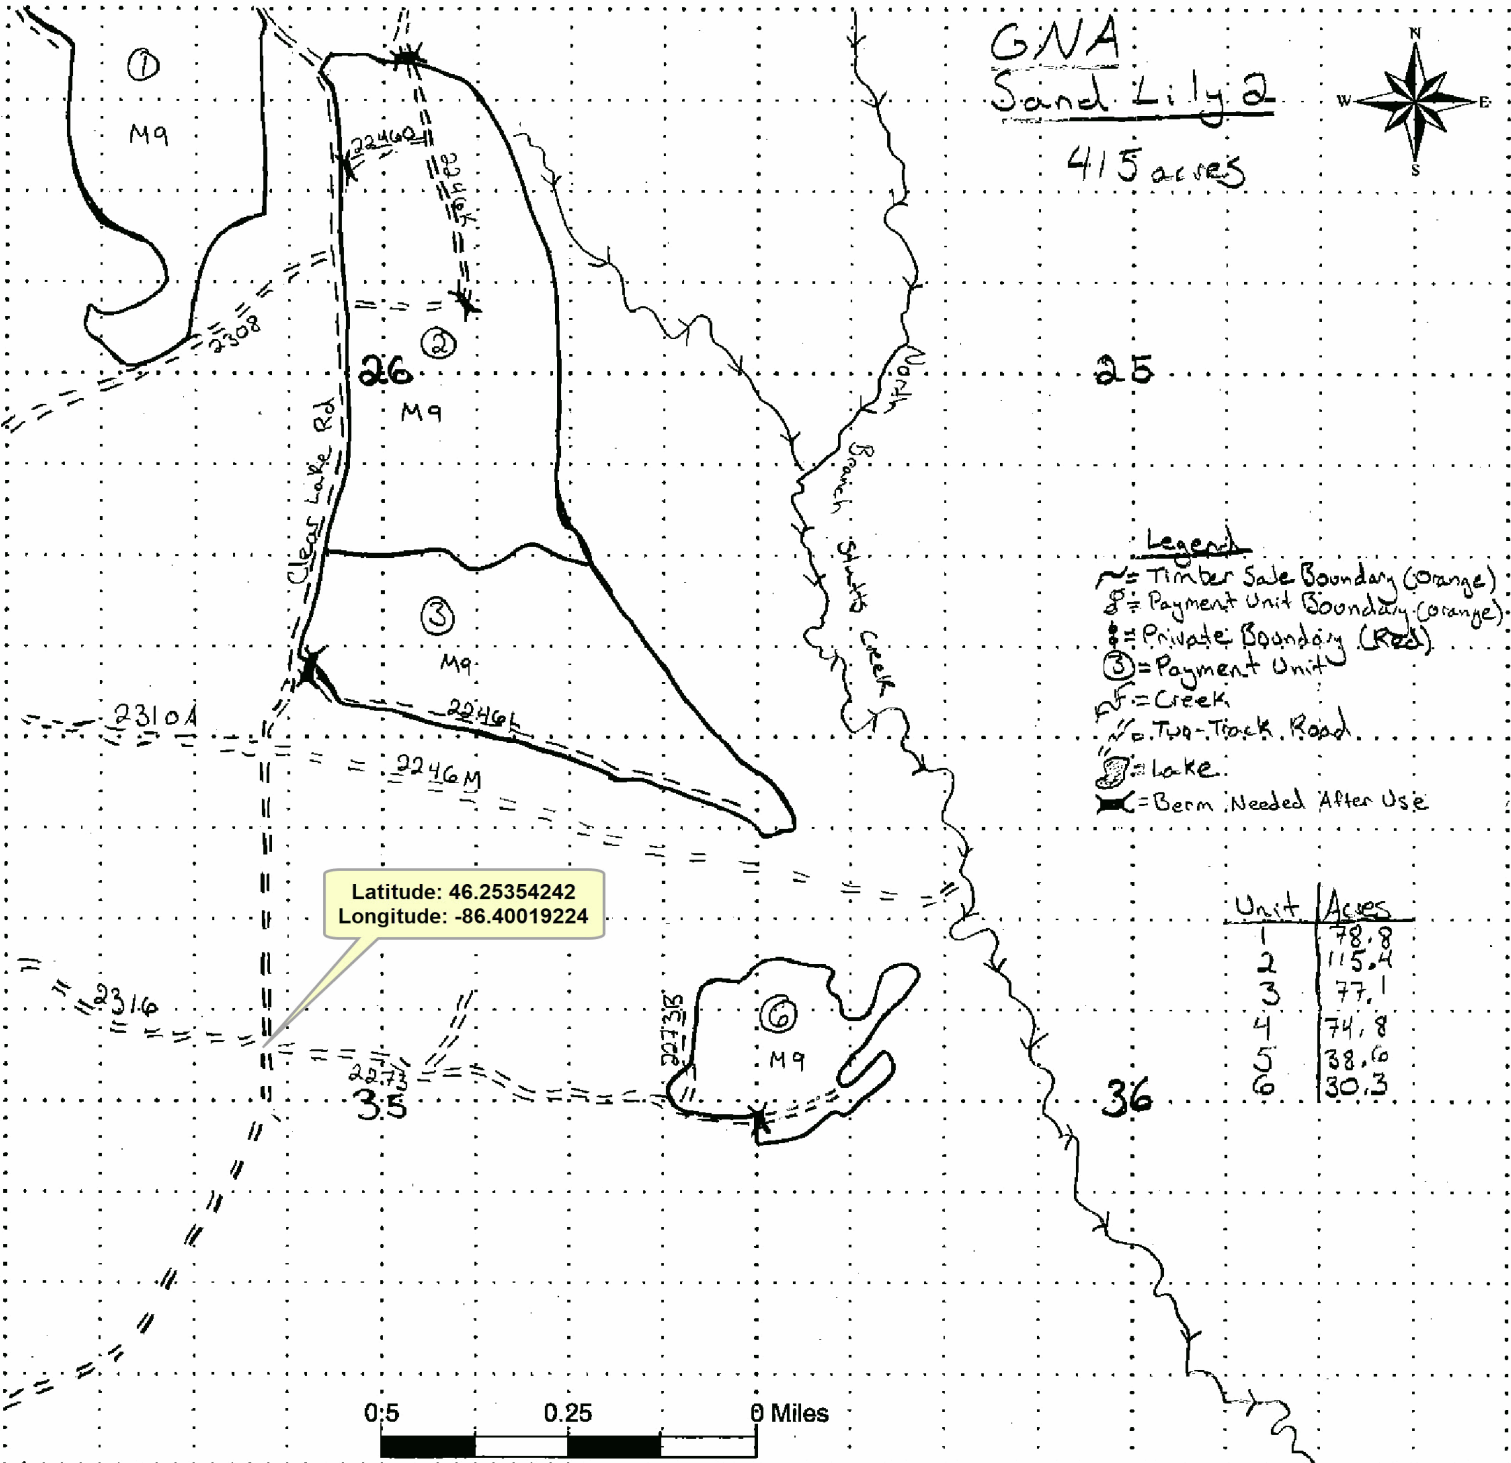 GNA
Sand Lily 2
415 acres
N
W
E
S
1
M9
2246Q
2246K
2308
2
26
M9
25
Clear Lake Rd
North
Branch
Stutts
Creek
3
M9
2246L
2310A
2246M
Legend
= Timber Sale Boundary (orange)
= Payment Unit Boundary (orange)
= Private Boundary (Red)
3 = Payment Unit
= Creek
= Two-Track Road
= Lake
= Berm Needed After Use
Latitude: 46.25354242
Longitude: -86.40019224
Unit Acres
1 78.8
2 115.4
3 77.1
4 74.8
5 38.6
6 30.3
2316
2273B
6
M9
2273
35
36
0.5 0.25 0 Miles